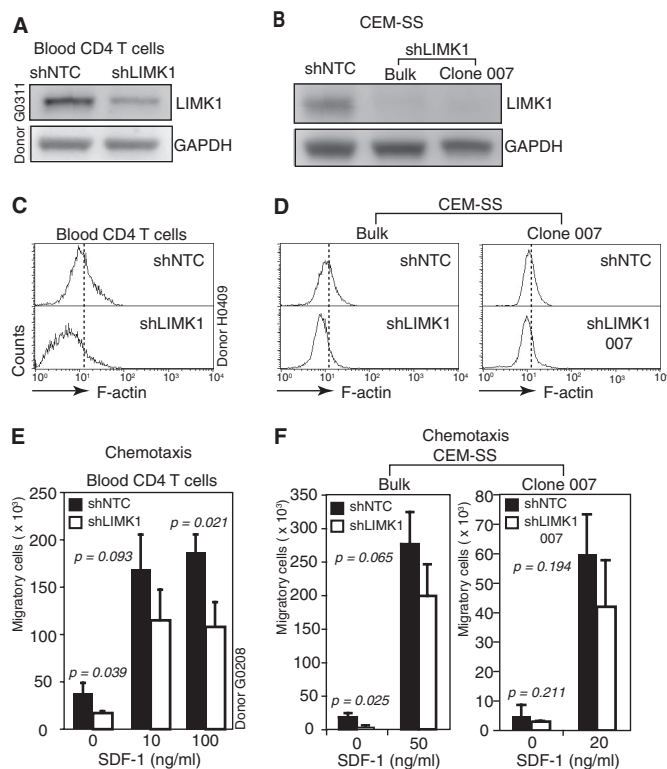 A
Blood CD4 T cells
shNTC shLIMK1
Donor G0311
LIMK1
GAPDH
B
CEM-SS
shLIMK1
shNTC Bulk Clone 007
LIMK1
GAPDH
C
Blood CD4 T cells
shNTC
shLIMK1
Counts
Donor H0409
10⁰ 10¹ 10² 10³ 10⁴
F-actin
D
CEM-SS
Bulk Clone 007
shNTC shNTC
shLIMK1 shLIMK1
007
10⁰ 10¹ 10² 10³ 10⁴
10⁰ 10¹ 10² 10³ 10
F-actin F-actin
E
Chemotaxis
Blood CD4 T cells
Migratory cells ( x 10³)
250
200
150
100
50
0
shNTC
shLIMK1
p = 0.021
p = 0.093
p = 0.039
Donor G0208
0 10 100
SDF-1 (ng/ml)
F
Chemotaxis
CEM-SS
Bulk Clone 007
Migratory cells ( x 10³)
350
300
250
200
150
100
50
0
shNTC
shLIMK1
p = 0.065
p = 0.025
0 50
SDF-1 (ng/ml)
Migratory cells ( x 10³)
80
70
60
50
40
30
20
10
0
shNTC
shLIMK1
007
p = 0.194
p = 0.211
0 20
SDF-1 (ng/ml)